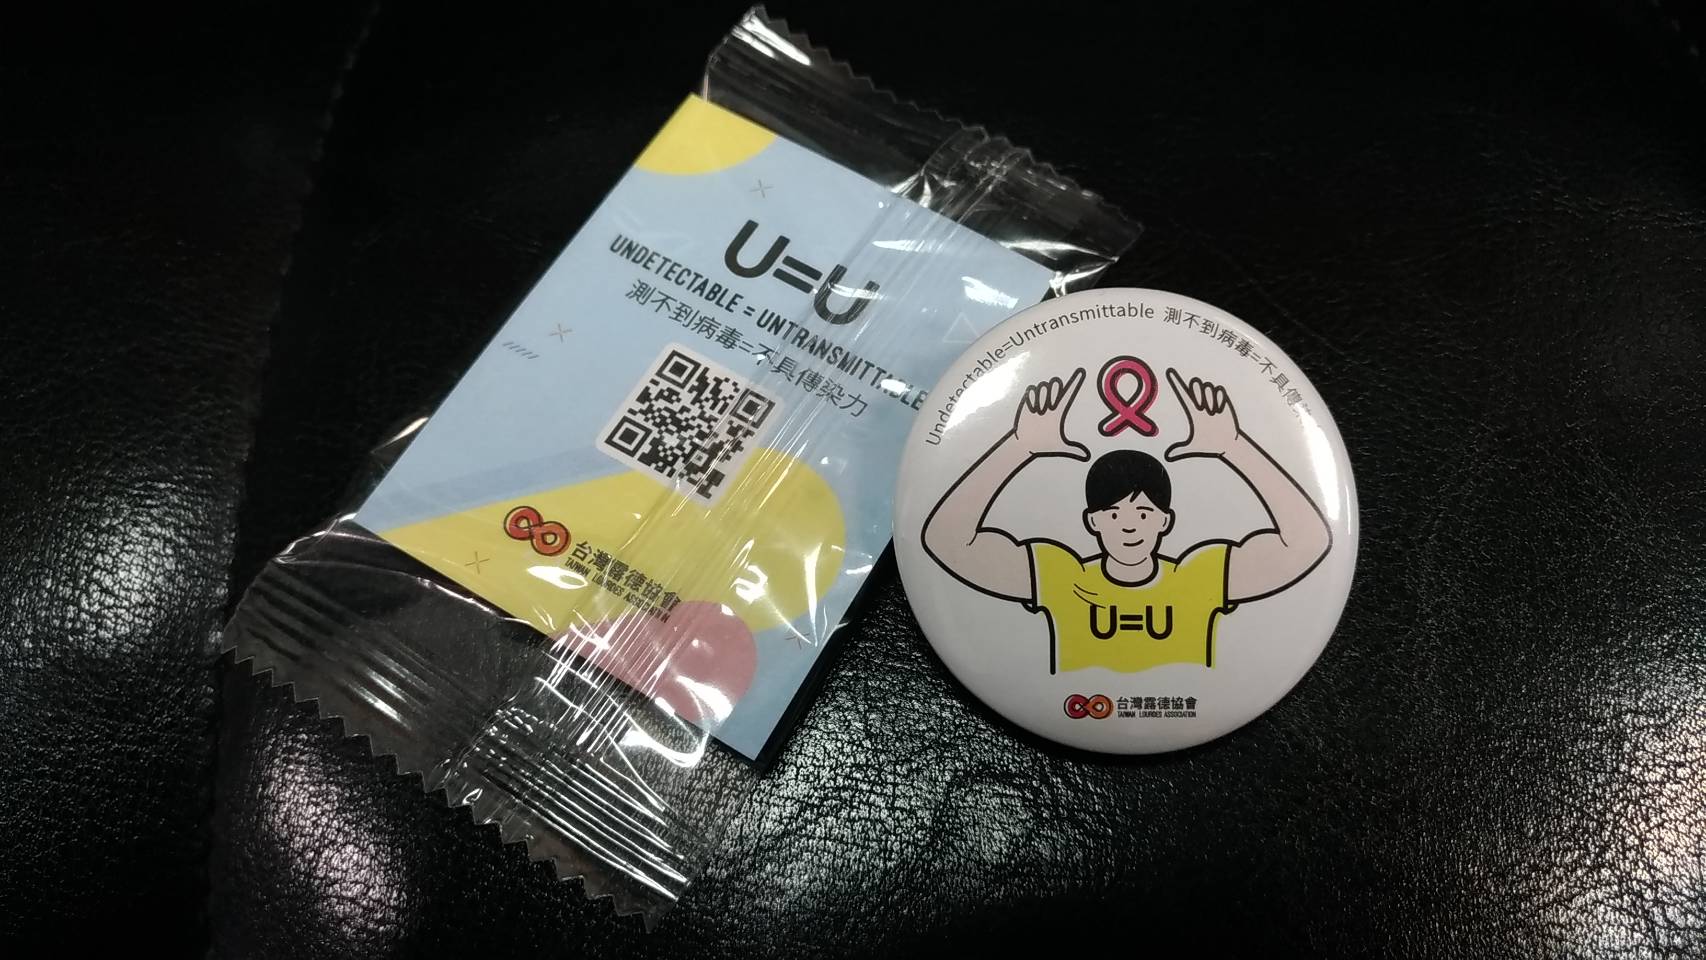 U=U
UNDETECTABLE = UNTRANSMITTABLE
測不到病毒=不具傳染力
台灣露德協會
TAIWAN LOURDES ASSOCIATION
Undetectable=Untransmittable 測不到病毒=不具傳
U=U
台灣露德協會
TAIWAN LOURDES ASSOCIATION